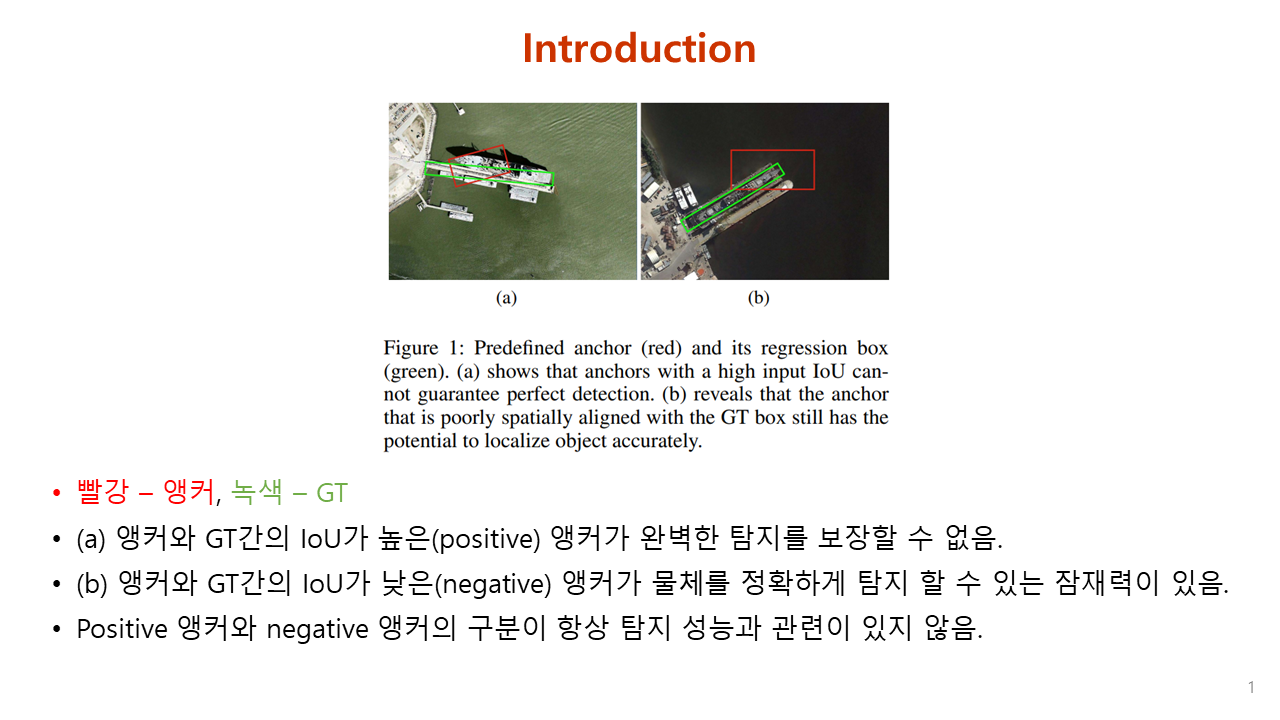 Introduction
(a)
(b)
Figure 1: Predefined anchor (red) and its regression box
(green). (a) shows that anchors with a high input IoU can-
not guarantee perfect detection. (b) reveals that the anchor
that is poorly spatially aligned with the GT box still has the
potential to localize object accurately.
• 빨강 – 앵커, 녹색 – GT
• (a) 앵커와 GT간의 IoU가 높은(positive) 앵커가 완벽한 탐지를 보장할 수 없음.
• (b) 앵커와 GT간의 IoU가 낮은(negative) 앵커가 물체를 정확하게 탐지 할 수 있는 잠재력이 있음.
• Positive 앵커와 negative 앵커의 구분이 항상 탐지 성능과 관련이 있지 않음.
1